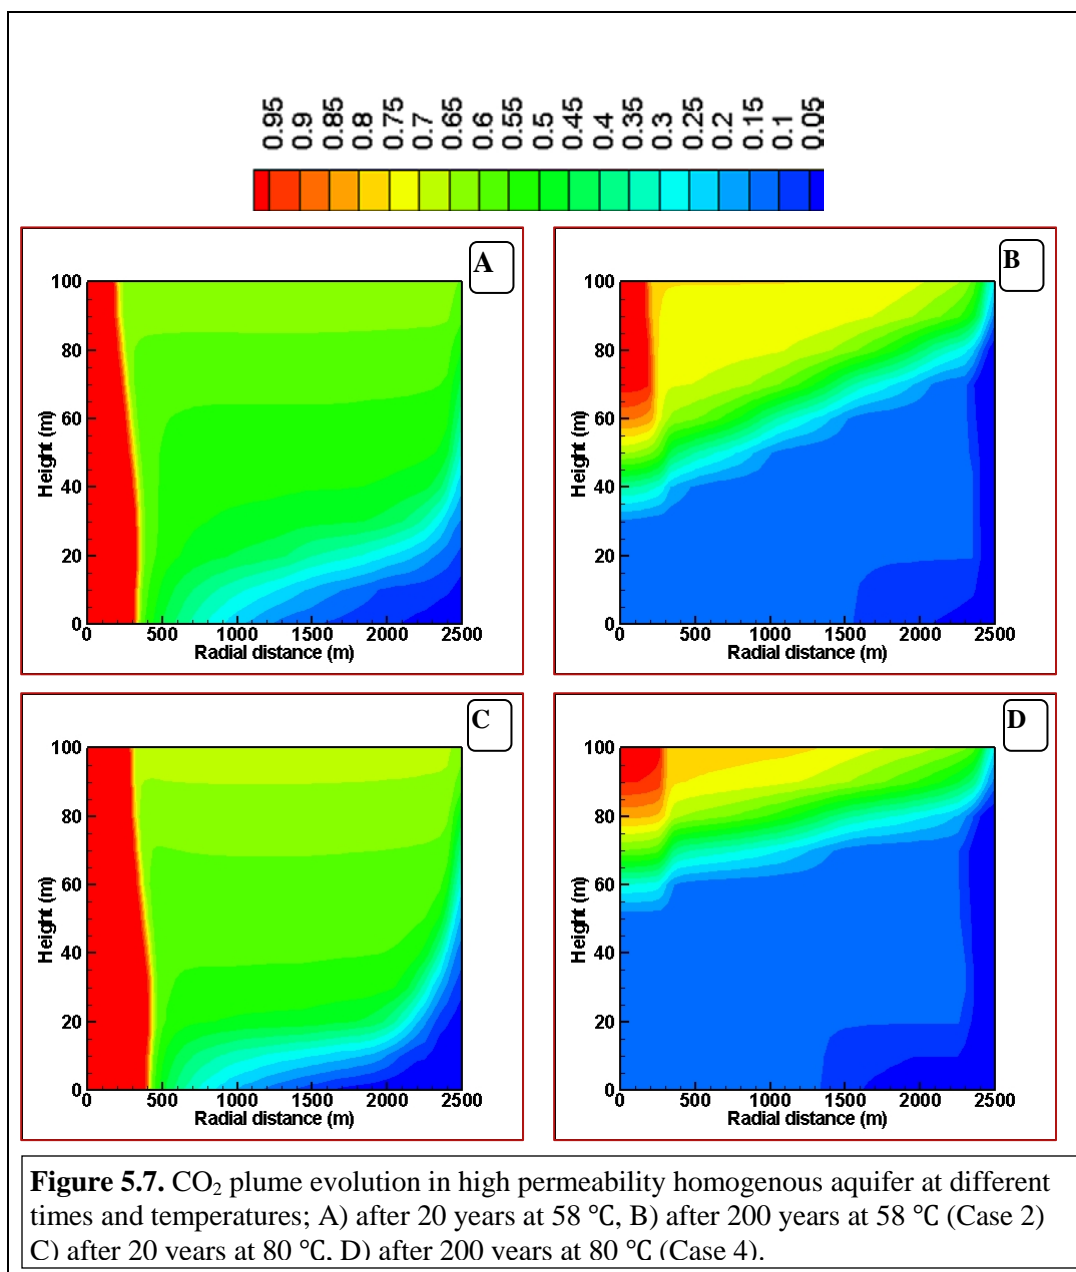 0.95 0.9 0.85 0.8 0.75 0.7 0.65 0.6 0.55 0.5 0.45 0.4 0.35 0.3 0.25 0.2 0.15 0.1 0.05
A
100
80
60
40
20
0
Height (m)
0 500 1000 1500 2000 2500
Radial distance (m)
B
100
80
60
40
20
0
Height (m)
0 500 1000 1500 2000 2500
Radial distance (m)
C
100
80
60
40
20
0
Height (m)
0 500 1000 1500 2000 2500
Radial distance (m)
D
100
80
60
40
20
0
Height (m)
0 500 1000 1500 2000 2500
Radial distance (m)
Figure 5.7. CO₂ plume evolution in high permeability homogenous aquifer at different
times and temperatures; A) after 20 years at 58 ℃, B) after 200 years at 58 ℃ (Case 2)
C) after 20 years at 80 ℃, D) after 200 years at 80 ℃ (Case 4).